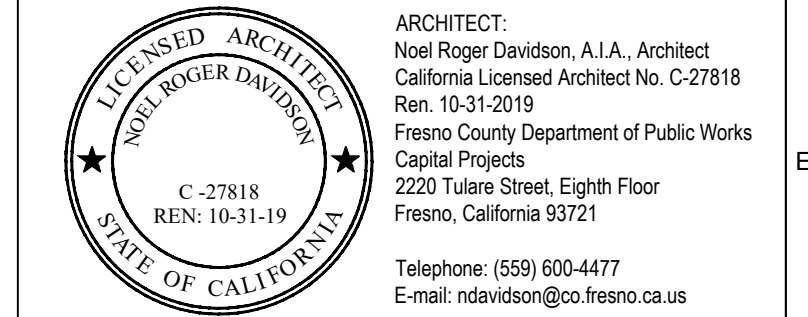 LICENSED ARCHITECT
NOEL ROGER DAVIDSON
C -27818
REN: 10-31-19
STATE OF CALIFORNIA
ARCHITECT:
Noel Roger Davidson, A.I.A., Architect
California Licensed Architect No. C-27818
Ren. 10-31-2019
Fresno County Department of Public Works
Capital Projects
2220 Tulare Street, Eighth Floor
Fresno, California 93721
Telephone: (559) 600-4477
E-mail: ndavidson@co.fresno.ca.us
E